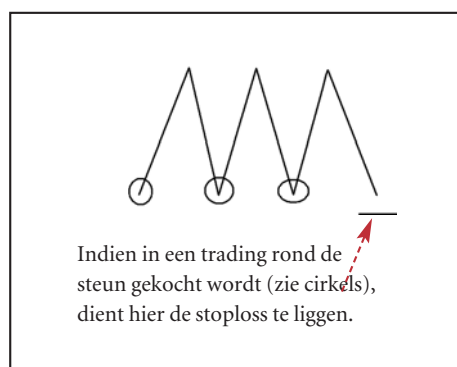 Indien in een trading rond de
steun gekocht wordt (zie cirkels),
dient hier de stoploss te liggen.